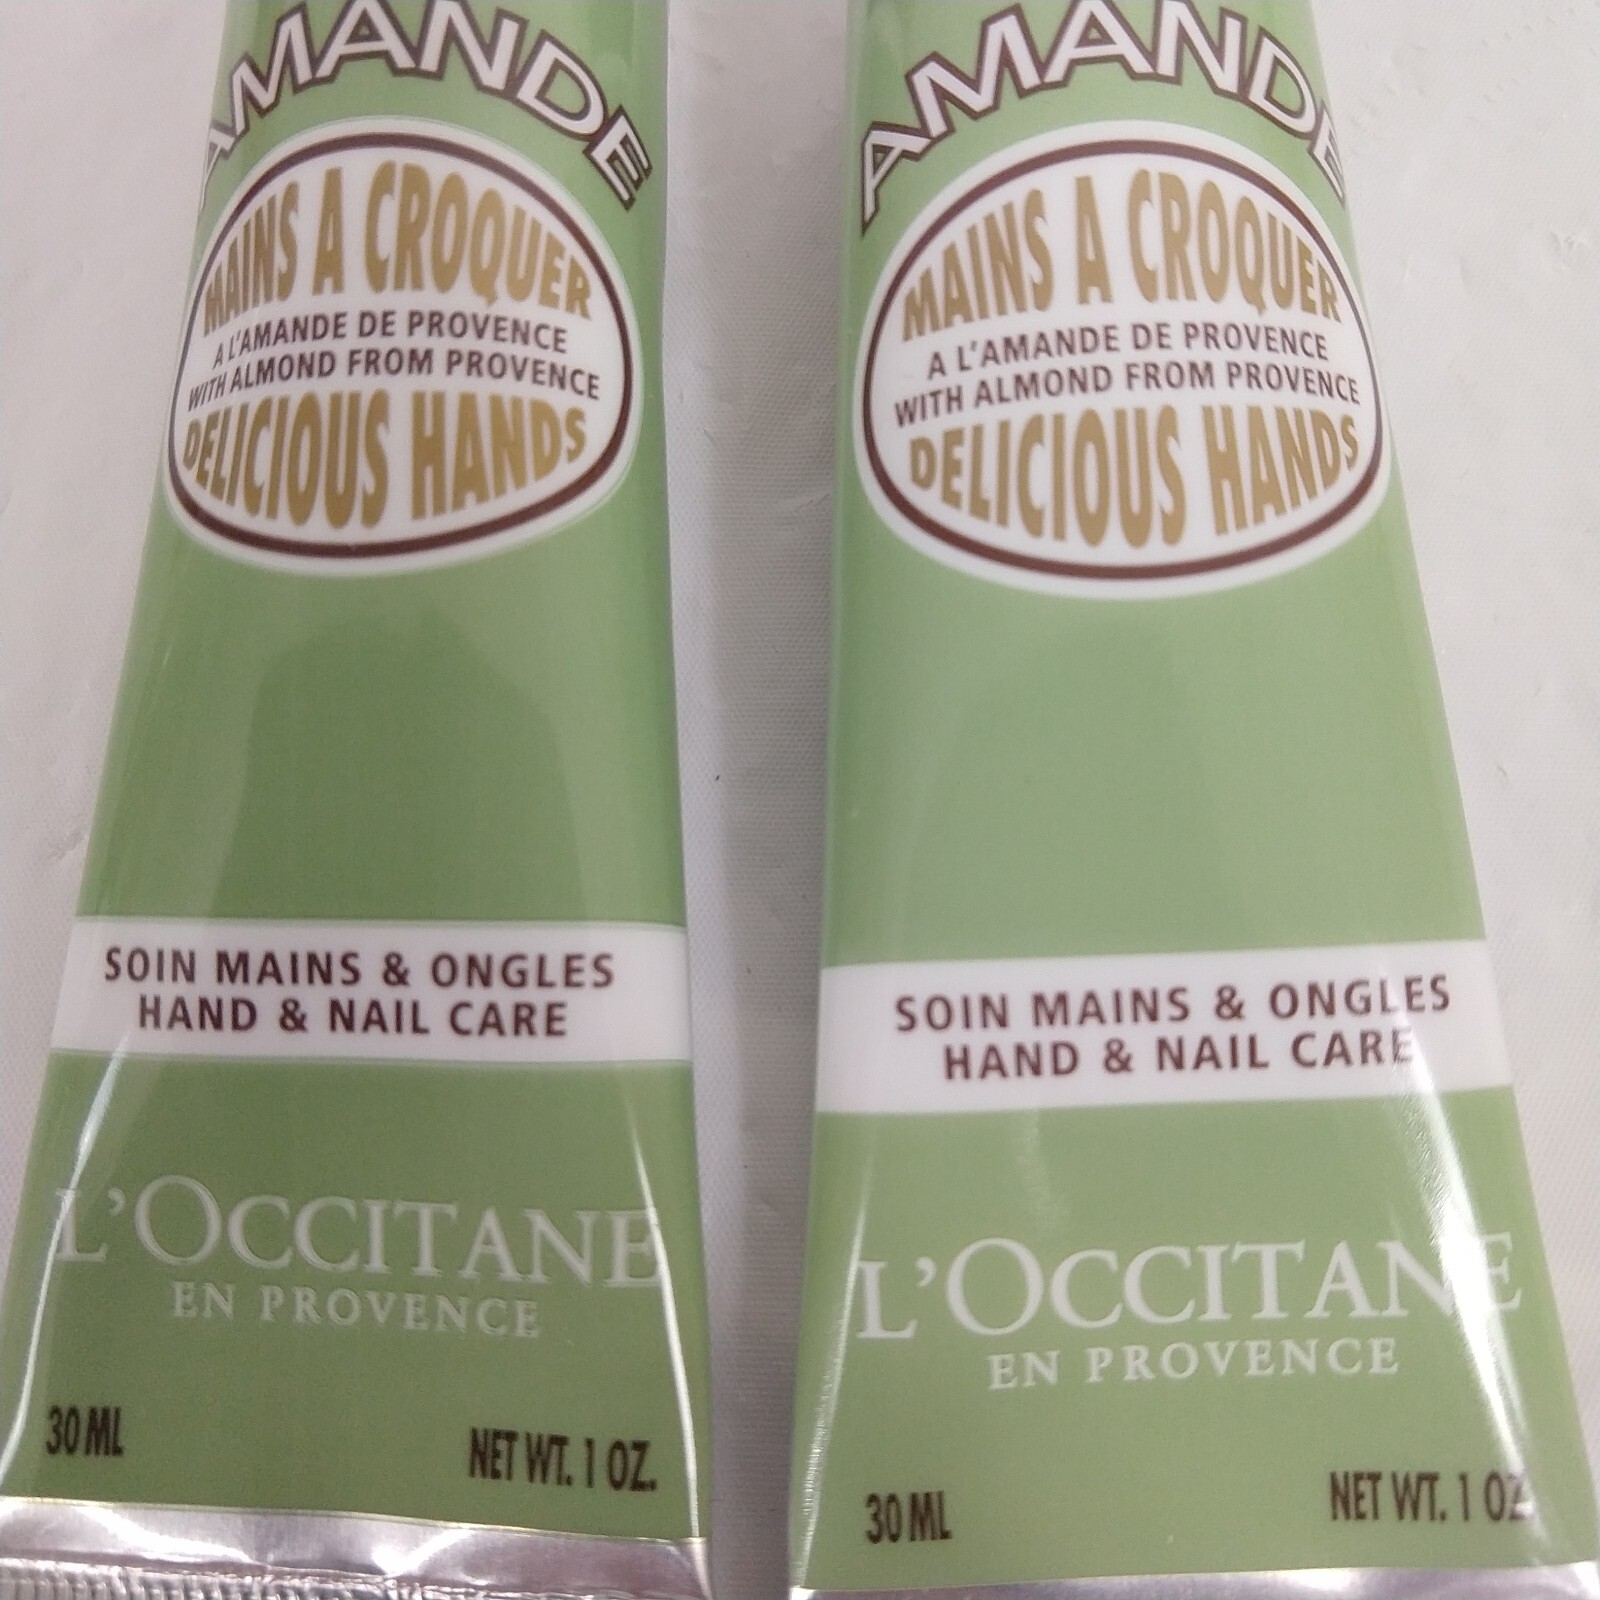 AMANDE
MAINS A CROQUER
A L'AMANDE DE PROVENCE
WITH ALMOND FROM PROVENCE
DELICIOUS HANDS
SOIN MAINS & ONGLES
HAND & NAIL CARE
L'OCCITANE
EN PROVENCE
30 ML
NET WT. 1 OZ.
AMANDE
MAINS A CROQUER
A L'AMANDE DE PROVENCE
WITH ALMOND FROM PROVENCE
DELICIOUS HANDS
SOIN MAINS & ONGLES
HAND & NAIL CARE
L'OCCITANE
EN PROVENCE
30 ML
NET WT. 1 OZ